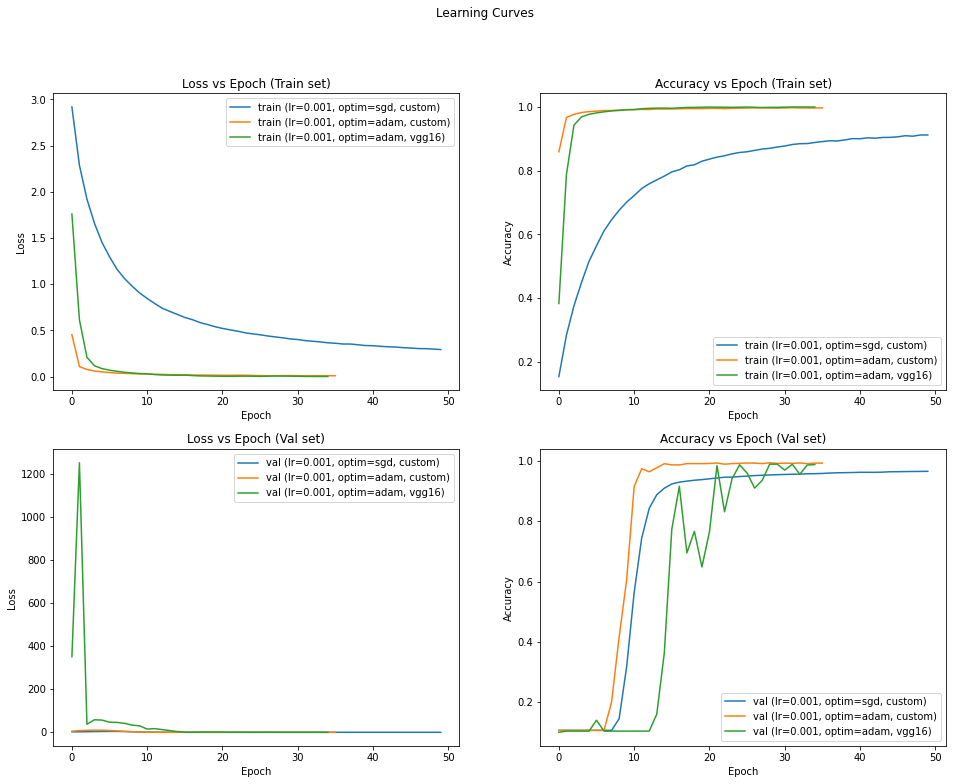 Learning Curves
Loss vs Epoch (Train set)
3.0
2.5
2.0
1.5
1.0
0.5
0.0
Loss
train (lr=0.001, optim=sgd, custom)
train (lr=0.001, optim=adam, custom)
train (lr=0.001, optim=adam, vgg16)
0 10 20 30 40 50
Epoch
Accuracy vs Epoch (Train set)
1.0
0.8
0.6
0.4
0.2
Accuracy
train (lr=0.001, optim=sgd, custom)
train (lr=0.001, optim=adam, custom)
train (lr=0.001, optim=adam, vgg16)
0 10 20 30 40 50
Epoch
Loss vs Epoch (Val set)
1200
1000
800
600
400
200
0
Loss
val (lr=0.001, optim=sgd, custom)
val (lr=0.001, optim=adam, custom)
val (lr=0.001, optim=adam, vgg16)
0 10 20 30 40 50
Epoch
Accuracy vs Epoch (Val set)
1.0
0.8
0.6
0.4
0.2
Accuracy
val (lr=0.001, optim=sgd, custom)
val (lr=0.001, optim=adam, custom)
val (lr=0.001, optim=adam, vgg16)
0 10 20 30 40 50
Epoch